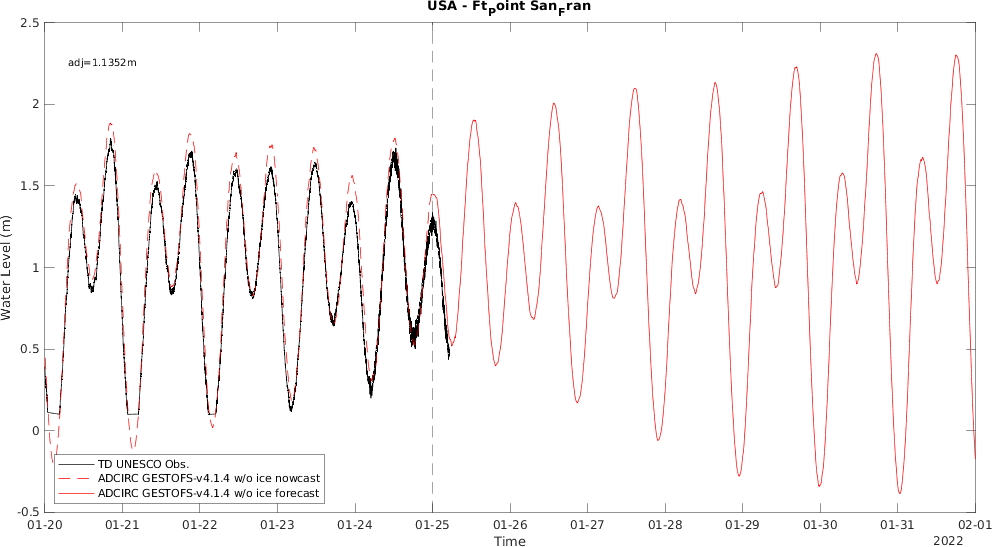 USA - FtPoint SanFran
adj=1.1352m
Water Level (m)
2.5
2
1.5
1
0.5
0
-0.5
TD UNESCO Obs.
ADCIRC GESTOFS-v4.1.4 w/o ice nowcast
ADCIRC GESTOFS-v4.1.4 w/o ice forecast
01-20 01-21 01-22 01-23 01-24 01-25 01-26 01-27 01-28 01-29 01-30 01-31 02-01
Time
2022